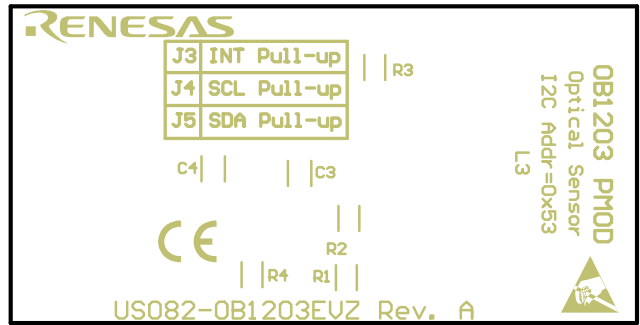 RENESAS
J3 INT Pull-up
J4 SCL Pull-up
J5 SDA Pull-up
R3
C4
C3
R2
R4
R1
L3
OB1203 PMOD
Optical Sensor
I2C Addr=0x53
CE
US082-OB1203EVZ Rev. A